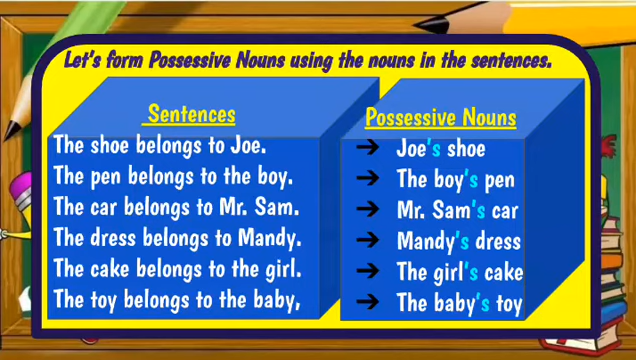 Let's form Possessive Nouns using the nouns in the sentences.
Sentences
The shoe belongs to Joe.
The pen belongs to the boy.
The car belongs to Mr. Sam.
The dress belongs to Mandy.
The cake belongs to the girl.
The toy belongs to the baby,
Possessive Nouns
➔ Joe's shoe
➔ The boy's pen
➔ Mr. Sam's car
➔ Mandy's dress
➔ The girl's cake
➔ The baby's toy